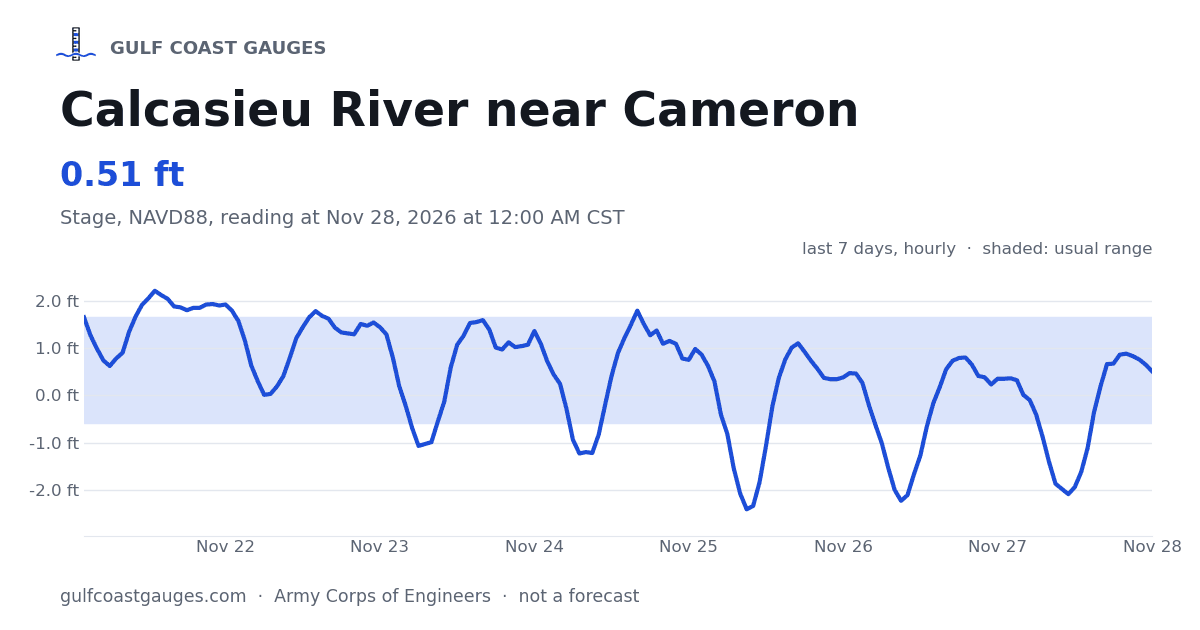 GULF COAST GAUGES
Calcasieu River near Cameron
0.51 ft
Stage, NAVD88, reading at Nov 28, 2026 at 12:00 AM CST
last 7 days, hourly · shaded: usual range
2.0 ft
1.0 ft
0.0 ft
-1.0 ft
-2.0 ft
Nov 22 Nov 23 Nov 24 Nov 25 Nov 26 Nov 27 Nov 28
gulfcoastgauges.com · Army Corps of Engineers · not a forecast